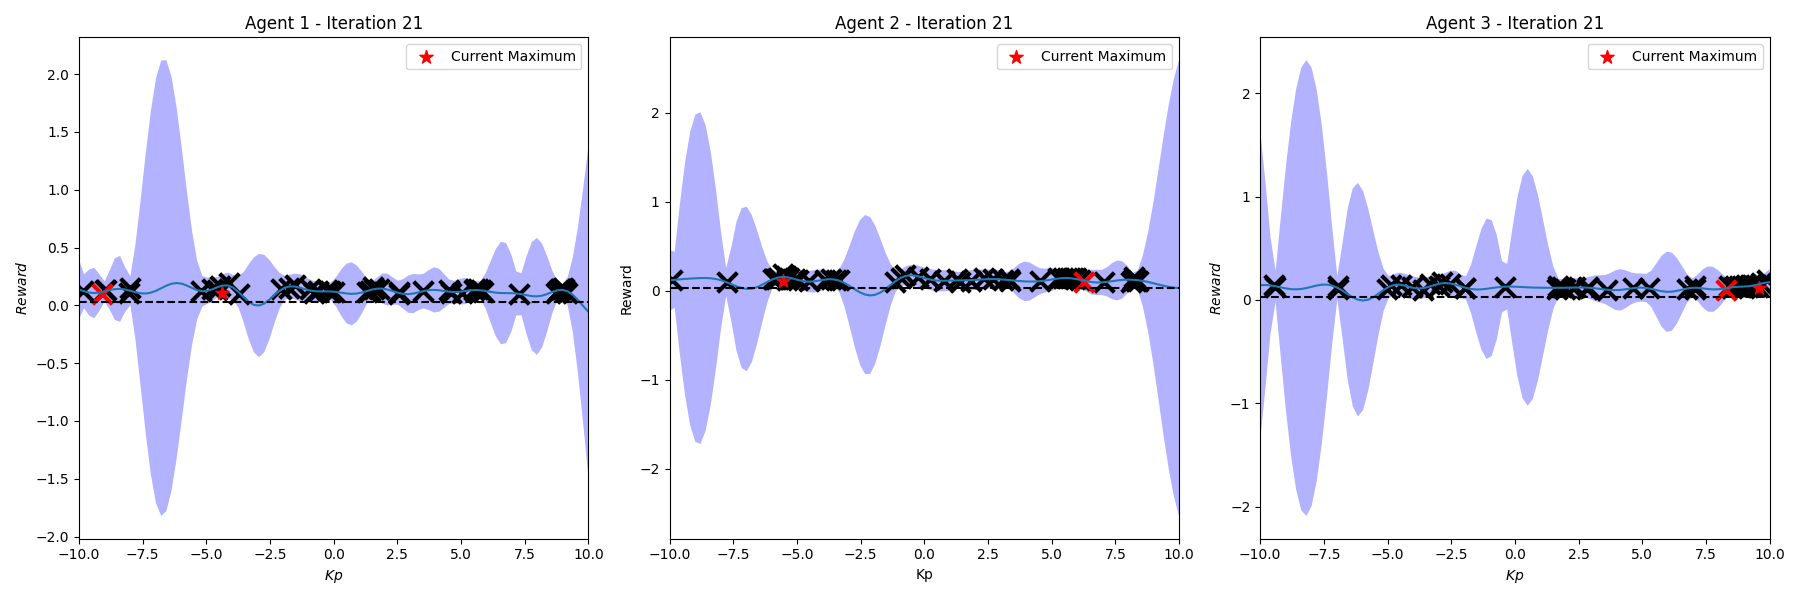 Agent 1 - Iteration 21
Current Maximum
Reward
2.0
1.5
1.0
0.5
0.0
−0.5
−1.0
−1.5
−2.0
−10.0 −7.5 −5.0 −2.5 0.0 2.5 5.0 7.5 10.0
Kp
Agent 2 - Iteration 21
Current Maximum
Reward
2
1
0
−1
−2
−10.0 −7.5 −5.0 −2.5 0.0 2.5 5.0 7.5 10.0
Kp
Agent 3 - Iteration 21
Current Maximum
Reward
2
1
0
−1
−2
−10.0 −7.5 −5.0 −2.5 0.0 2.5 5.0 7.5 10.0
Kp